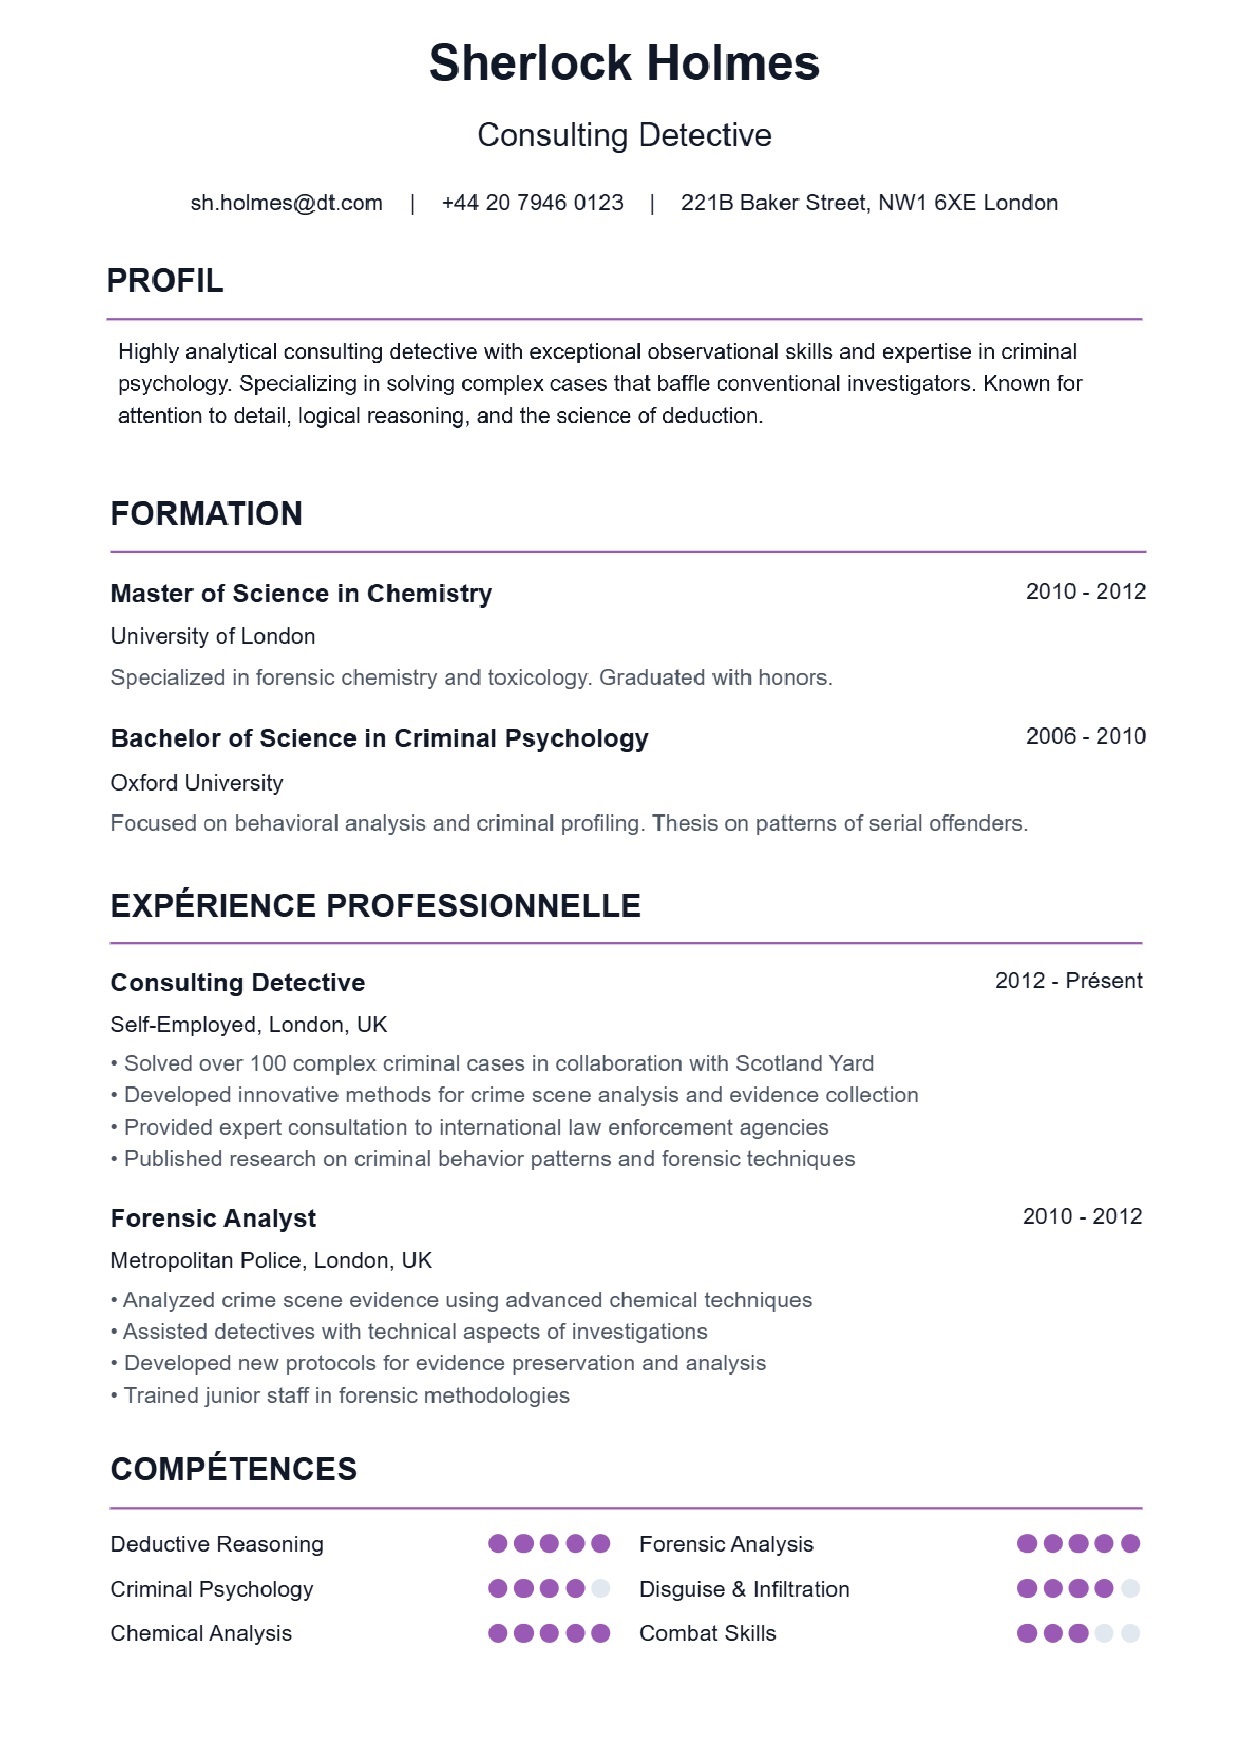 Sherlock Holmes
Consulting Detective
sh.holmes@dt.com | +44 20 7946 0123 | 221B Baker Street, NW1 6XE London
PROFIL
Highly analytical consulting detective with exceptional observational skills and expertise in criminal
psychology. Specializing in solving complex cases that baffle conventional investigators. Known for
attention to detail, logical reasoning, and the science of deduction.
FORMATION
Master of Science in Chemistry 2010 - 2012
University of London
Specialized in forensic chemistry and toxicology. Graduated with honors.
Bachelor of Science in Criminal Psychology 2006 - 2010
Oxford University
Focused on behavioral analysis and criminal profiling. Thesis on patterns of serial offenders.
EXPÉRIENCE PROFESSIONNELLE
Consulting Detective 2012 - Présent
Self-Employed, London, UK
• Solved over 100 complex criminal cases in collaboration with Scotland Yard
• Developed innovative methods for crime scene analysis and evidence collection
• Provided expert consultation to international law enforcement agencies
• Published research on criminal behavior patterns and forensic techniques
Forensic Analyst 2010 - 2012
Metropolitan Police, London, UK
• Analyzed crime scene evidence using advanced chemical techniques
• Assisted detectives with technical aspects of investigations
• Developed new protocols for evidence preservation and analysis
• Trained junior staff in forensic methodologies
COMPÉTENCES
Deductive Reasoning Forensic Analysis
Criminal Psychology Disguise & Infiltration
Chemical Analysis Combat Skills